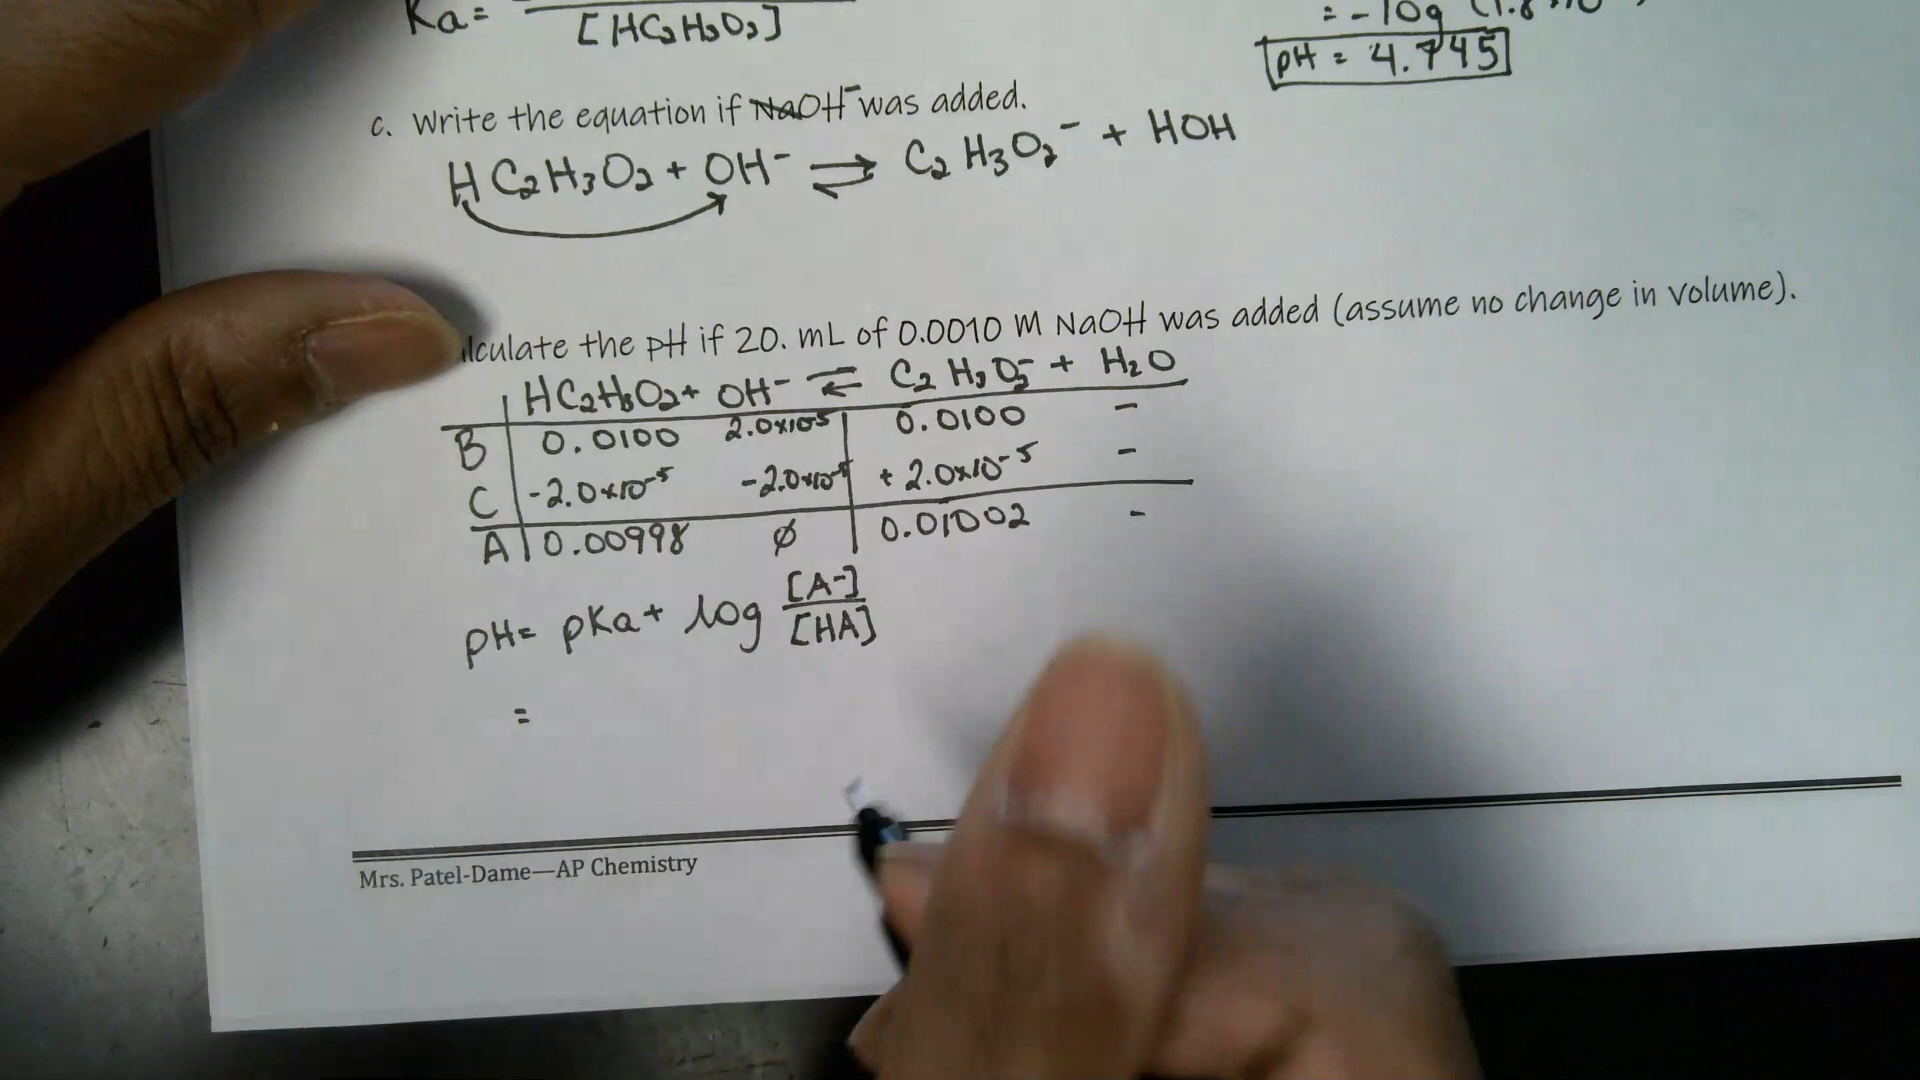 Ka =
[HC₂H₃O₂]
= - log (1.8 x10
pH = 4.745
c. Write the equation if NaOH⁻ was added.
HC₂H₃O₂ + OH⁻ ⇌ C₂H₃O₂⁻ + HOH
lculate the pH if 20. mL of 0.0010 M NaOH was added (assume no change in volume).
HC₂H₃O₂ + OH⁻ ⇌ C₂H₃O₂⁻ + H₂O
B 0.0100 2.0x10⁻⁵ 0.0100 -
C -2.0x10⁻⁵ -2.0x10⁻⁵ + 2.0x10⁻⁵ -
A 0.00998 ∅ 0.01002 -
pH = pKa + log [A-]/[HA]
=
Mrs. Patel-Dame—AP Chemistry